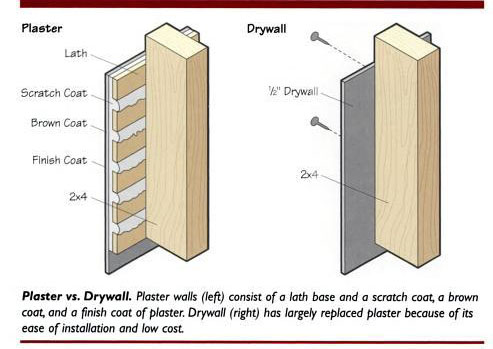 Plaster
Lath
Scratch Coat
Brown Coat
Finish Coat
2x4
Drywall
½" Drywall
2x4
Plaster vs. Drywall. Plaster walls (left) consist of a lath base and a scratch coat, a brown
coat, and a finish coat of plaster. Drywall (right) has largely replaced plaster because of its
ease of installation and low cost.